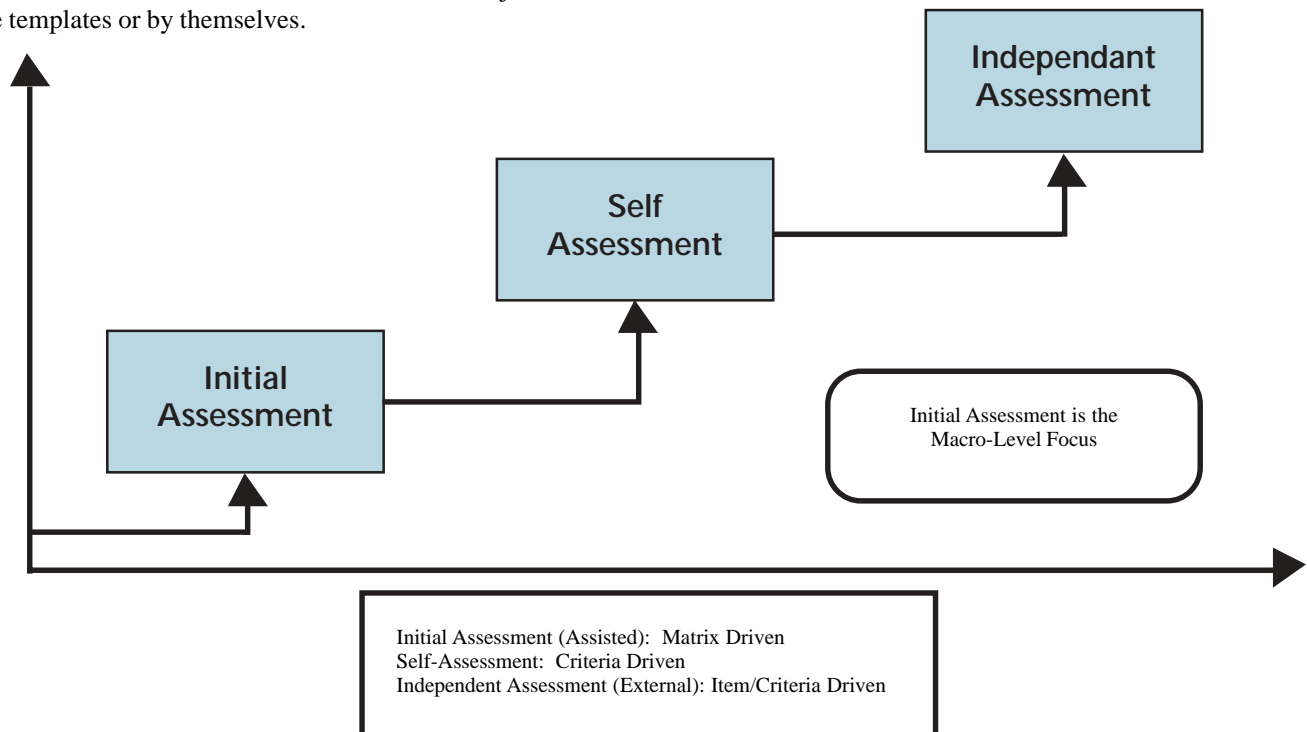 e templates or by themselves.
Independant
Assessment
Self
Assessment
Initial
Assessment
Initial Assessment is the
Macro-Level Focus
Initial Assessment (Assisted): Matrix Driven
Self-Assessment: Criteria Driven
Independent Assessment (External): Item/Criteria Driven